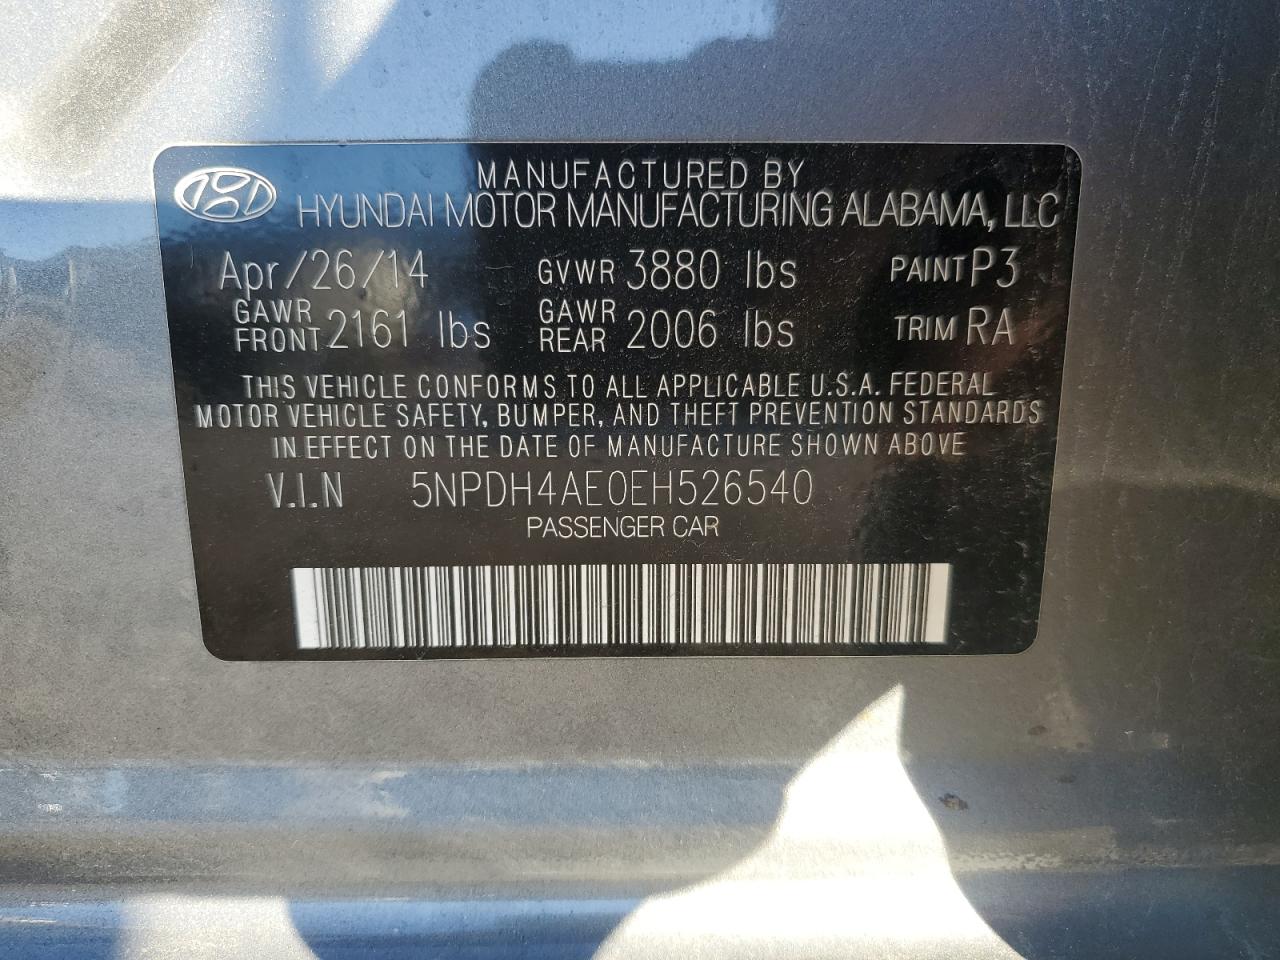 MANUFACTURED BY
HYUNDAI MOTOR MANUFACTURING ALABAMA, LLC
Apr/26/14 GVWR 3880 lbs PAINT P3
GAWR FRONT 2161 lbs GAWR REAR 2006 lbs TRIM RA
THIS VEHICLE CONFORMS TO ALL APPLICABLE U.S.A. FEDERAL
MOTOR VEHICLE SAFETY, BUMPER, AND THEFT PREVENTION STANDARDS
IN EFFECT ON THE DATE OF MANUFACTURE SHOWN ABOVE
V.I.N 5NPDH4AE0EH526540
PASSENGER CAR